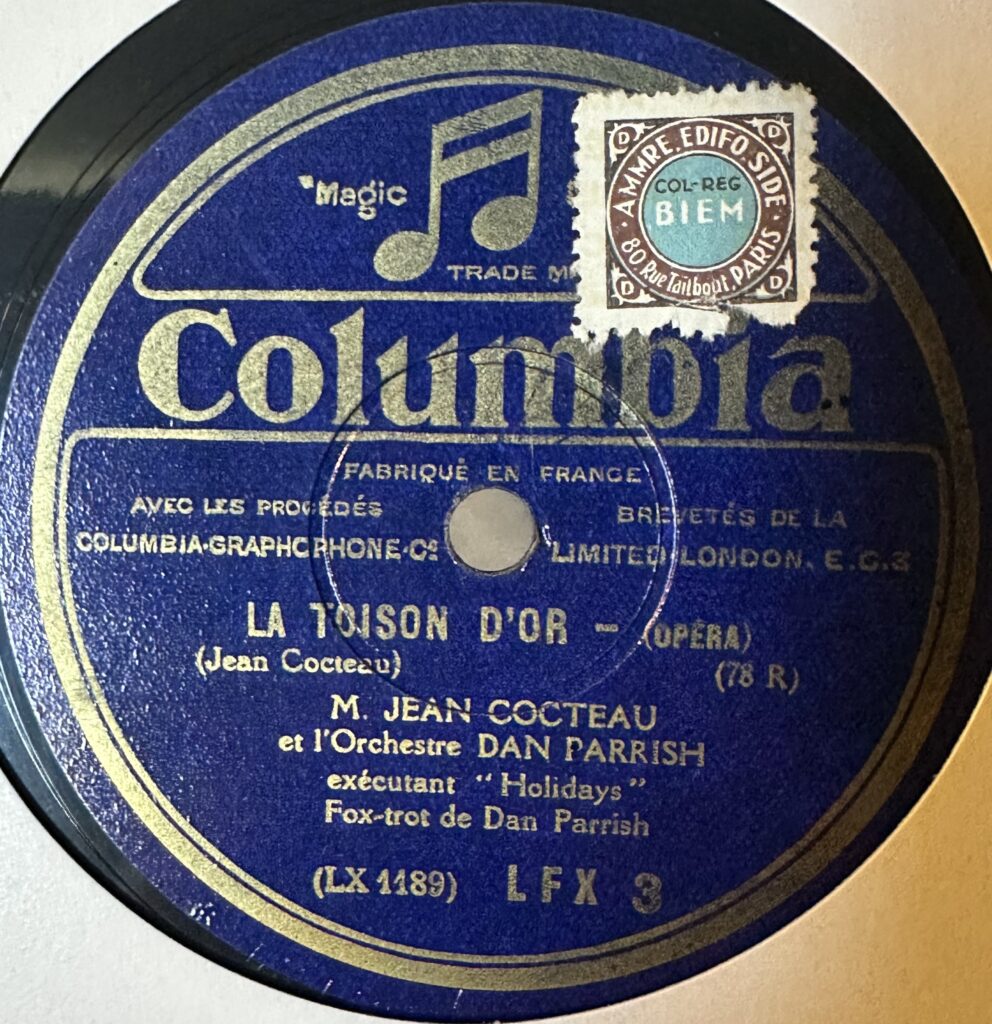 "Magic
TRADE M
Columbia
AMMRE. EDIFO. SIDE
COL-REG
BIEM
80 Rue Taitbout. PARIS
D D
D D
FABRIQUÉ EN FRANCE
AVEC LES PROCÉDÉS BREVETÉS DE LA
COLUMBIA·GRAPHOPHONE·Cº LIMITED LONDON. E.C.3
LA TOISON D'OR - (OPÉRA)
(Jean Cocteau) (78 R)
M. JEAN COCTEAU
et l'Orchestre DAN PARRISH
exécutant "Holidays"
Fox-trot de Dan Parrish
(LX 1189) LFX 3